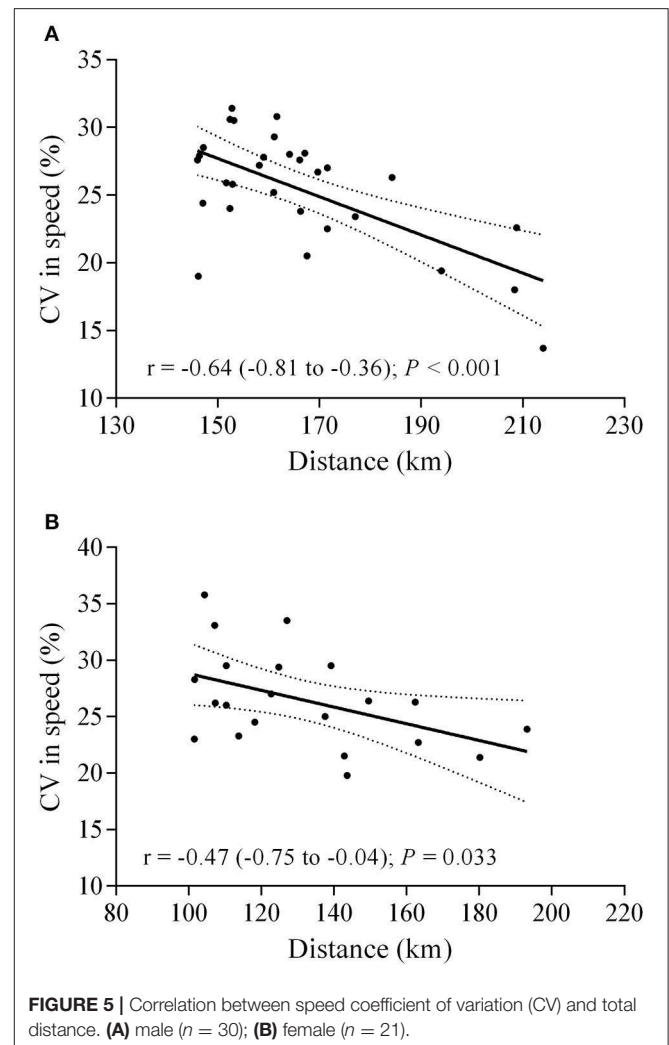 A
35
30
25
20
15
10
CV in speed (%)
r = -0.64 (-0.81 to -0.36); P < 0.001
130 150 170 190 210 230
Distance (km)
B
40
35
30
25
20
15
10
CV in speed (%)
r = -0.47 (-0.75 to -0.04); P = 0.033
80 100 120 140 160 180 200 220
Distance (km)
FIGURE 5 | Correlation between speed coefficient of variation (CV) and total
distance. (A) male (n = 30); (B) female (n = 21).